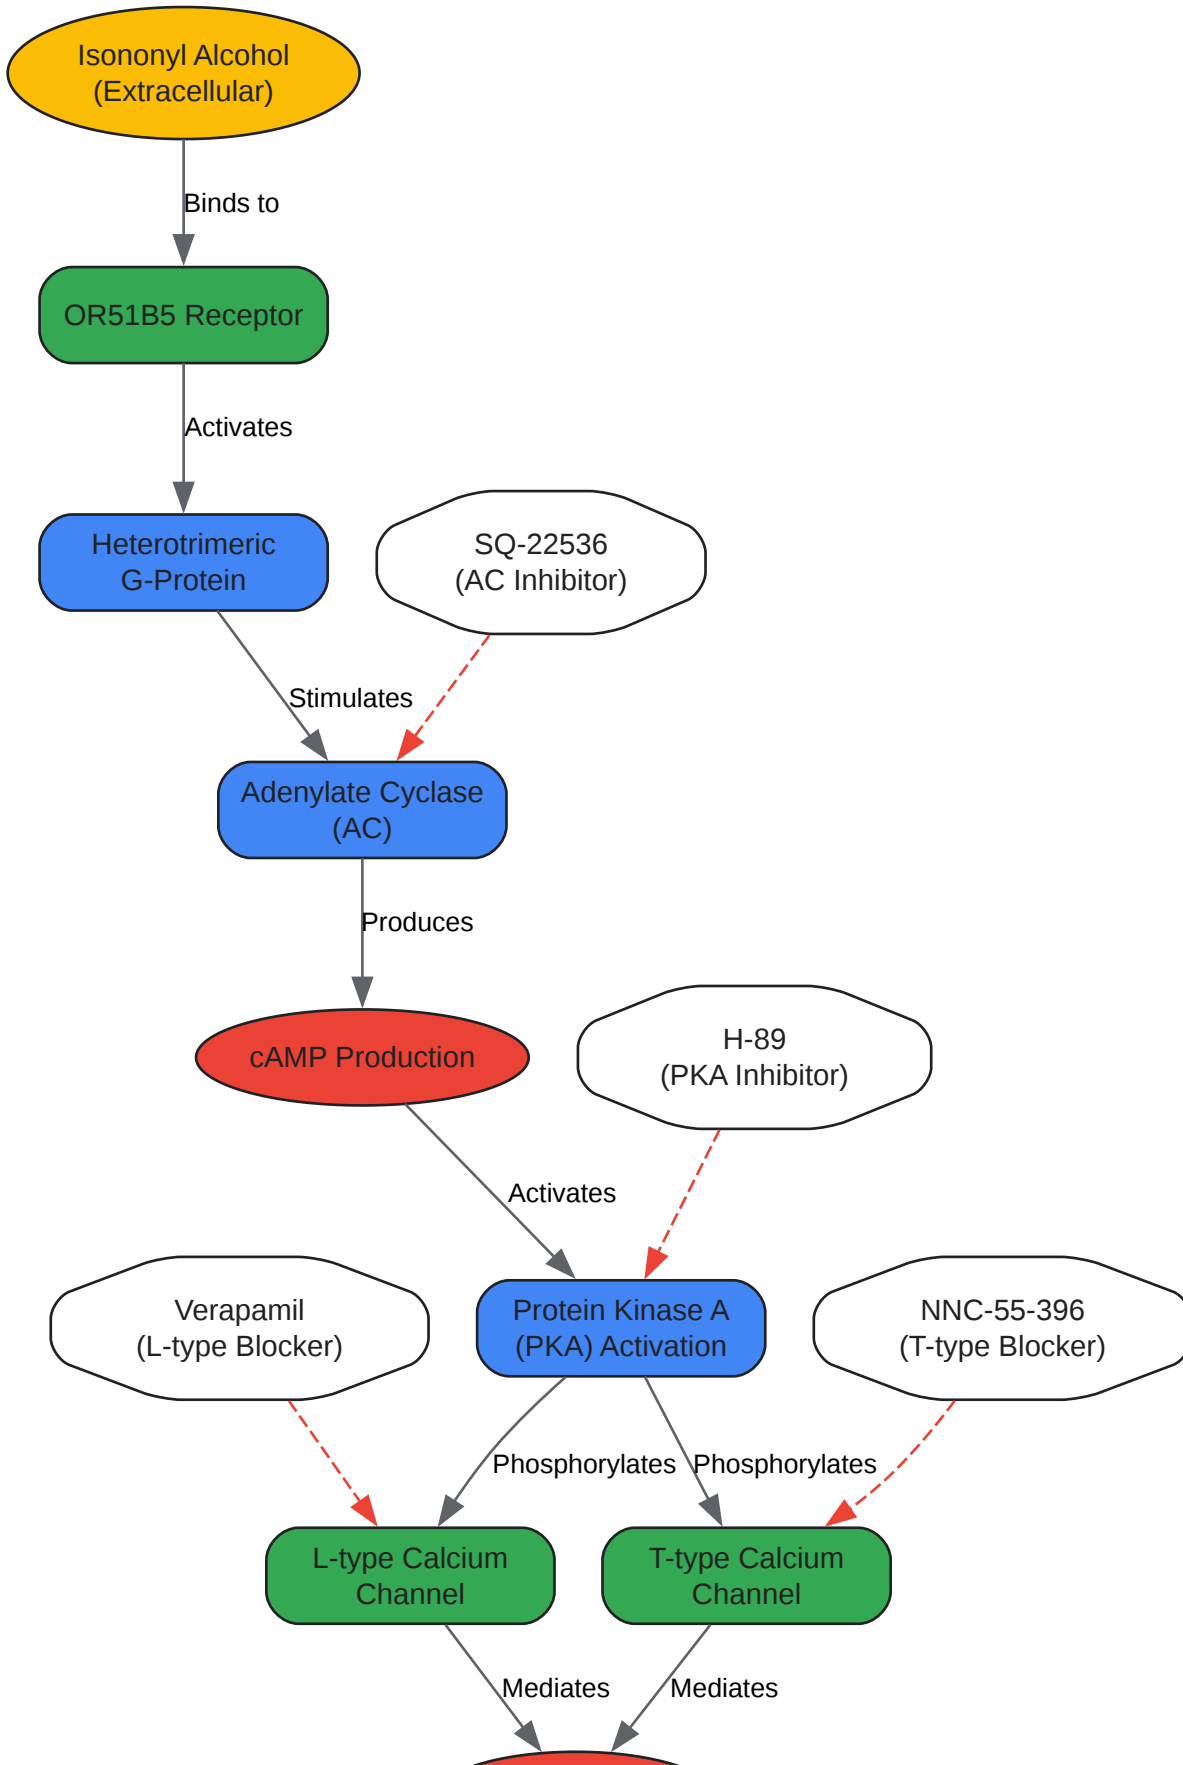 Isononyl Alcohol
(Extracellular)
Binds to
OR51B5 Receptor
Activates
Heterotrimeric
G-Protein
SQ-22536
(AC Inhibitor)
Stimulates
Adenylate Cyclase
(AC)
Produces
cAMP Production
H-89
(PKA Inhibitor)
Activates
Verapamil
(L-type Blocker)
Protein Kinase A
(PKA) Activation
NNC-55-396
(T-type Blocker)
Phosphorylates
Phosphorylates
L-type Calcium
Channel
T-type Calcium
Channel
Mediates
Mediates